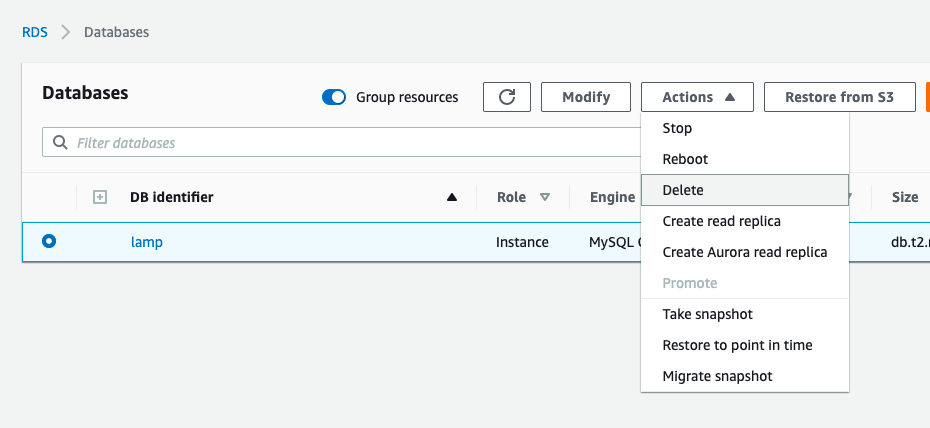 RDS > Databases
Databases
Group resources
Modify
Actions
Restore from S3
Filter databases
DB identifier
Role
Engine
Size
lamp
Instance
MySQL
db.t2.
Stop
Reboot
Delete
Create read replica
Create Aurora read replica
Promote
Take snapshot
Restore to point in time
Migrate snapshot